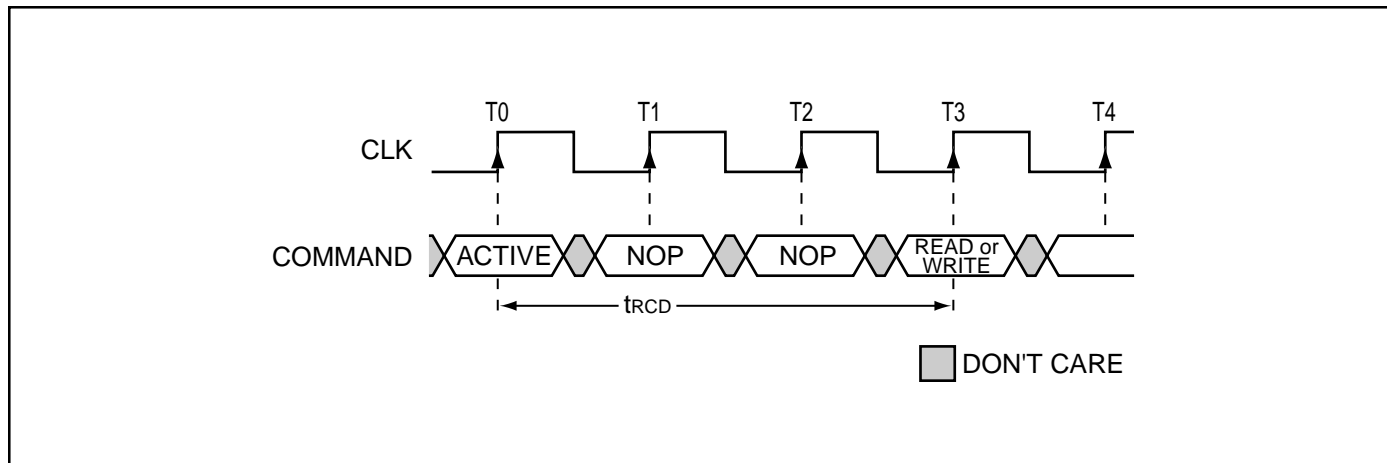 T0 T1 T2 T3 T4
CLK
COMMAND ACTIVE NOP NOP READ or
WRITE
tRCD
DON'T CARE